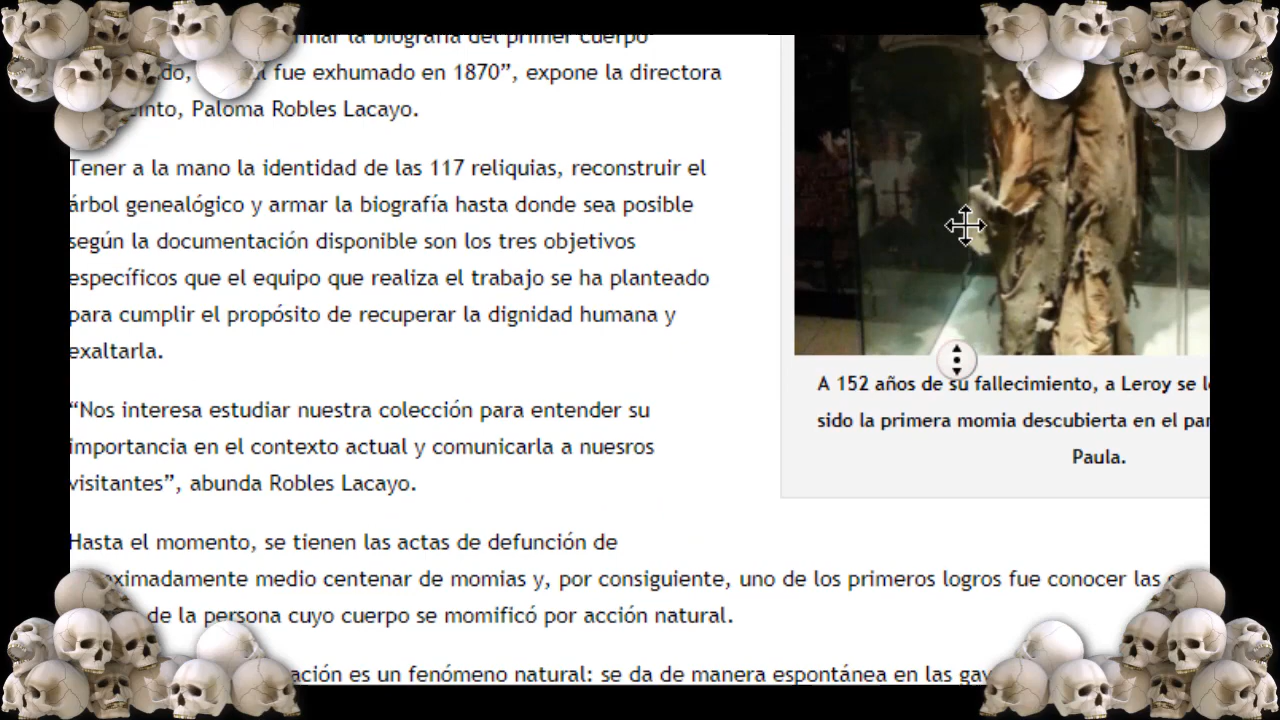 la biografía del primer cuerpo
fue exhumado en 1870”, expone la directora
Paloma Robles Lacayo.
Tener a la mano la identidad de las 117 reliquias, reconstruir el
árbol genealógico y armar la biografía hasta donde sea posible
según la documentación disponible son los tres objetivos
específicos que el equipo que realiza el trabajo se ha planteado
para cumplir el propósito de recuperar la dignidad humana y
exaltarla.
“Nos interesa estudiar nuestra colección para entender su
importancia en el contexto actual y comunicarla a nuesros
visitantes”, abunda Robles Lacayo.
Hasta el momento, se tienen las actas de defunción de
medio centenar de momias y, por consiguiente, uno de los primeros logros fue conocer las
de la persona cuyo cuerpo se momificó por acción natural.
es un fenómeno natural: se da de manera espontánea en las
A 152 años de su fallecimiento, a Leroy se
sido la primera momia descubierta en el
Paula.